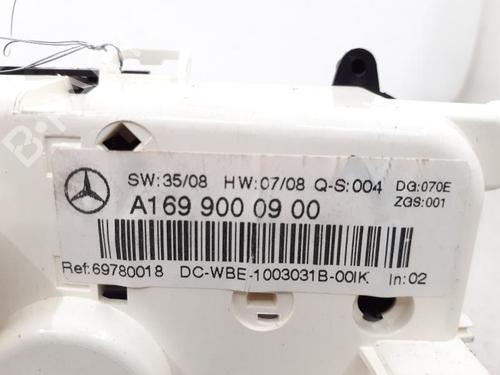 SW:35/08 HW:07/08 Q-S:004 DG:070E
ZGS:001
A169 900 09 00
Ref:69780018 DC-WBE-1003031B-00IK In:02